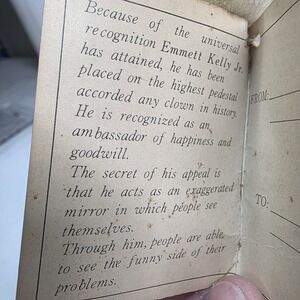 Because of the universal
recognition Emmett Kelly Jr.
has attained, he has been
placed on the highest pedestal
accorded any clown in history.
He is recognized as an
ambassador of happiness and
goodwill.
The secret of his appeal is
that he acts as an exaggerated
mirror in which people see
themselves.
Through him, people are able
to see the funny side of their
problems.
FROM:
TO: